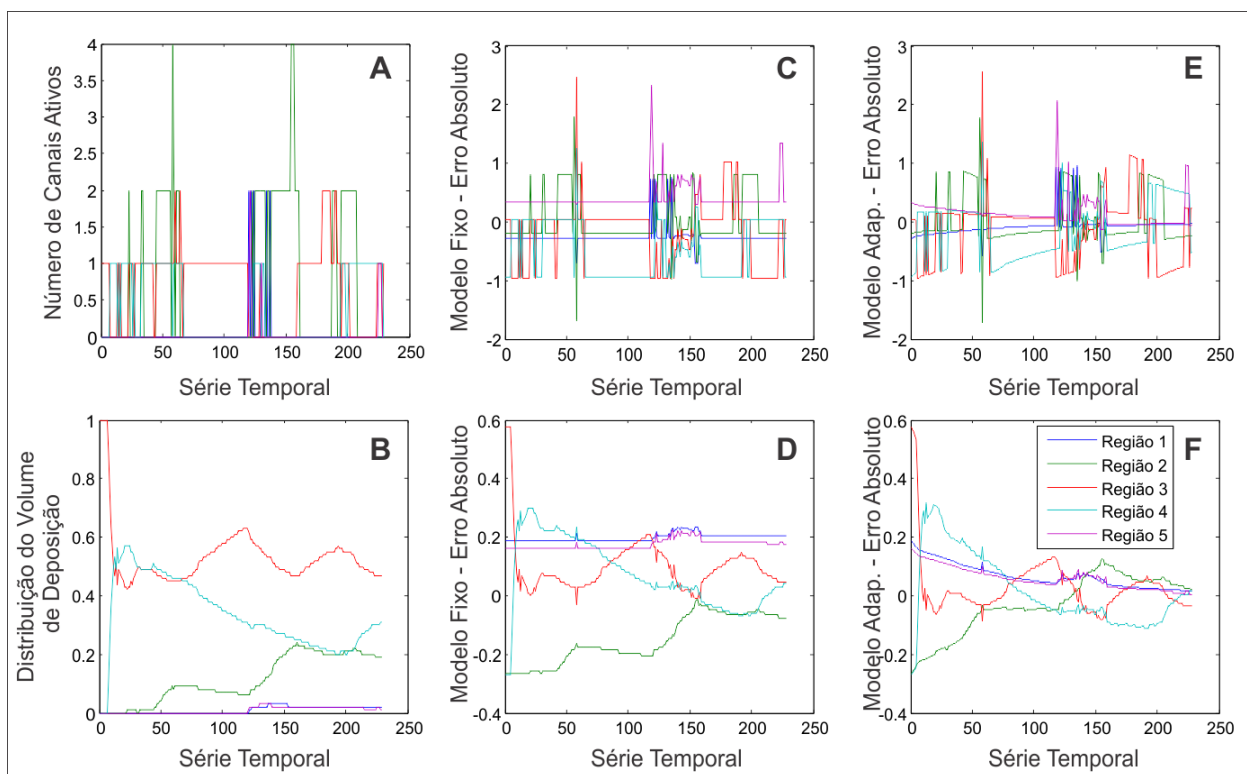 A
Número de Canais Ativos
4
3.5
3
2.5
2
1.5
1
0.5
0
0 50 100 150 200 250
Série Temporal
C
Modelo Fixo - Erro Absoluto
3
2
1
0
-1
-2
0 50 100 150 200 250
Série Temporal
E
Modelo Adap. - Erro Absoluto
3
2
1
0
-1
-2
0 50 100 150 200 250
Série Temporal
B
Distribuição do Volume
de Deposição
1
0.8
0.6
0.4
0.2
0
0 50 100 150 200 250
Série Temporal
D
Modelo Fixo - Erro Absoluto
0.6
0.4
0.2
0
-0.2
-0.4
0 50 100 150 200 250
Série Temporal
F
Modelo Adap. - Erro Absoluto
0.6
0.4
0.2
0
-0.2
-0.4
0 50 100 150 200 250
Série Temporal
Região 1
Região 2
Região 3
Região 4
Região 5